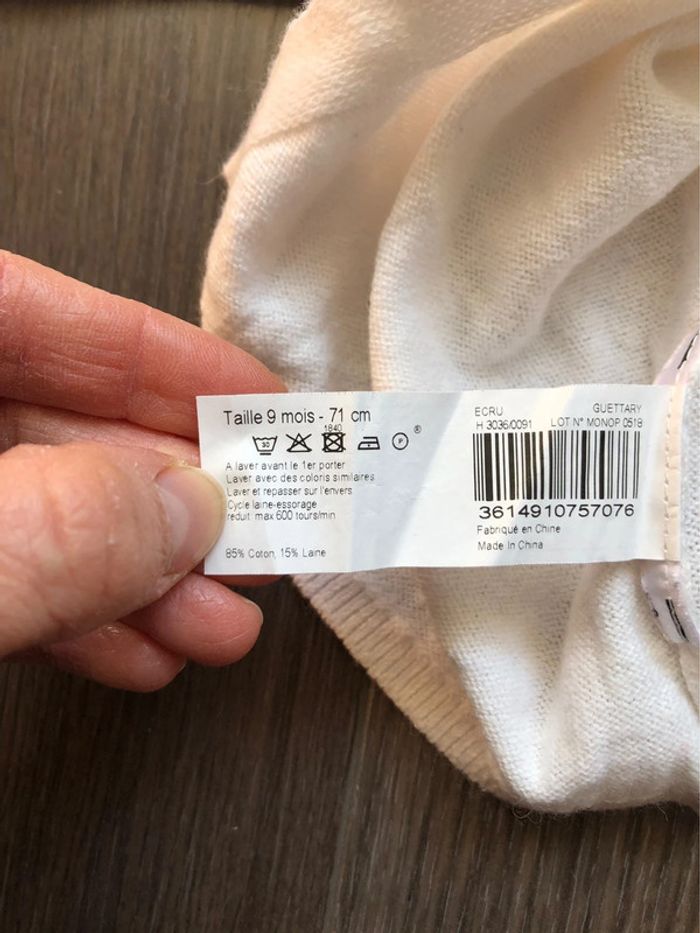 Taille 9 mois - 71 cm
1840
30
P
®
A laver avant le 1er porter
Laver avec des coloris similaires
Laver et repasser sur l'envers
Cycle laine-essorage
reduit max 600 tours/min
85% Coton, 15% Laine
ECRU GUETTARY
H 3036/0091 LOT N° MONOP 0518
3614910757076
Fabriqué en Chine
Made In China